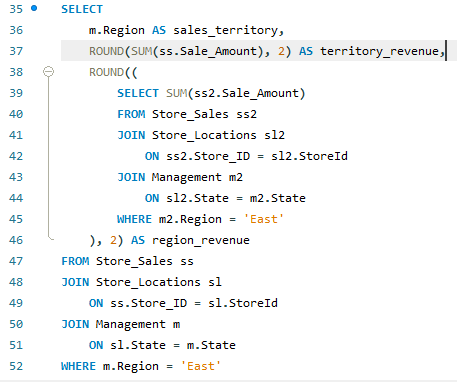 35 SELECT
36 m.Region AS sales_territory,
37 ROUND(SUM(ss.Sale_Amount), 2) AS territory_revenue,
38 ROUND((
39 SELECT SUM(ss2.Sale_Amount)
40 FROM Store_Sales ss2
41 JOIN Store_Locations sl2
42 ON ss2.Store_ID = sl2.StoreId
43 JOIN Management m2
44 ON sl2.State = m2.State
45 WHERE m2.Region = 'East'
46 ), 2) AS region_revenue
47 FROM Store_Sales ss
48 JOIN Store_Locations sl
49 ON ss.Store_ID = sl.StoreId
50 JOIN Management m
51 ON sl.State = m.State
52 WHERE m.Region = 'East'